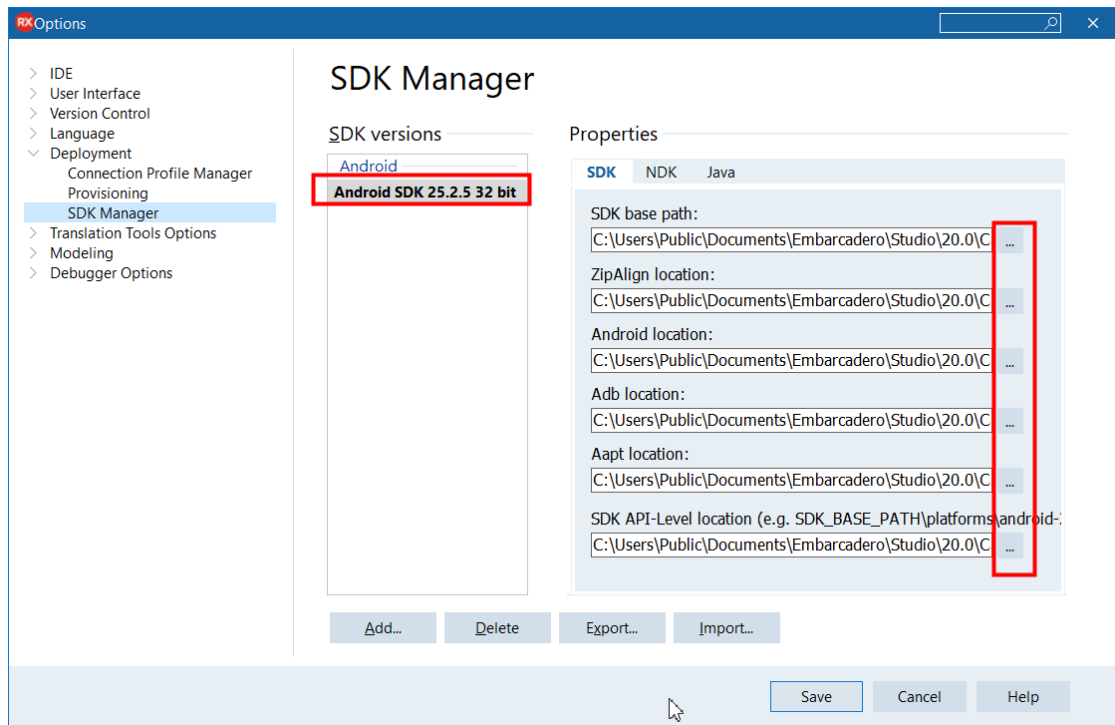 RX Options
SDK Manager
IDE
User Interface
Version Control
Language
Deployment
Connection Profile Manager
Provisioning
SDK Manager
Translation Tools Options
Modeling
Debugger Options
SDK versions
Android
Android SDK 25.2.5 32 bit
Properties
SDK NDK Java
SDK base path:
C:\Users\Public\Documents\Embarcadero\Studio\20.0\C ...
ZipAlign location:
C:\Users\Public\Documents\Embarcadero\Studio\20.0\C ...
Android location:
C:\Users\Public\Documents\Embarcadero\Studio\20.0\C ...
Adb location:
C:\Users\Public\Documents\Embarcadero\Studio\20.0\C ...
Aapt location:
C:\Users\Public\Documents\Embarcadero\Studio\20.0\C ...
SDK API-Level location (e.g. SDK_BASE_PATH\platforms\android-
C:\Users\Public\Documents\Embarcadero\Studio\20.0\C ...
Add... Delete Export... Import...
Save Cancel Help